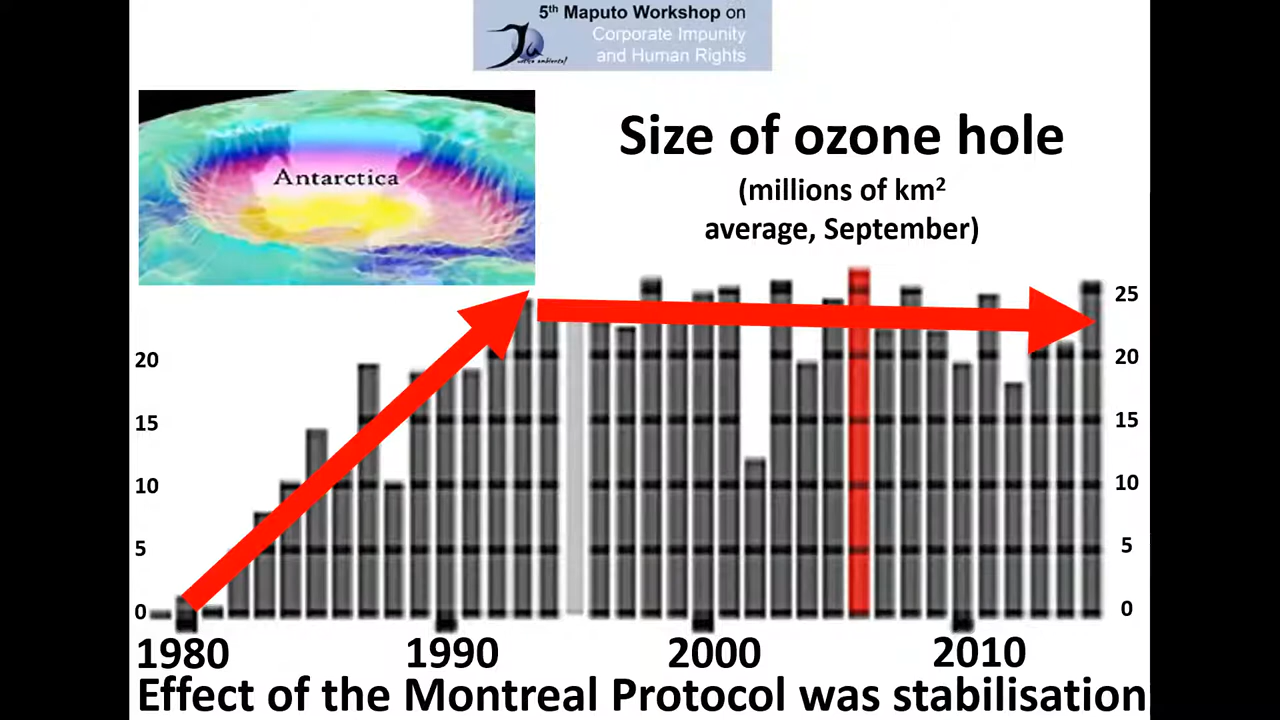 5th Maputo Workshop on
Corporate Impunity
and Human Rights
Antarctica
Size of ozone hole
(millions of km²
average, September)
25
20
20
15
15
10
10
5
5
0
0
1980
1990
2000
2010
Effect of the Montreal Protocol was stabilisation